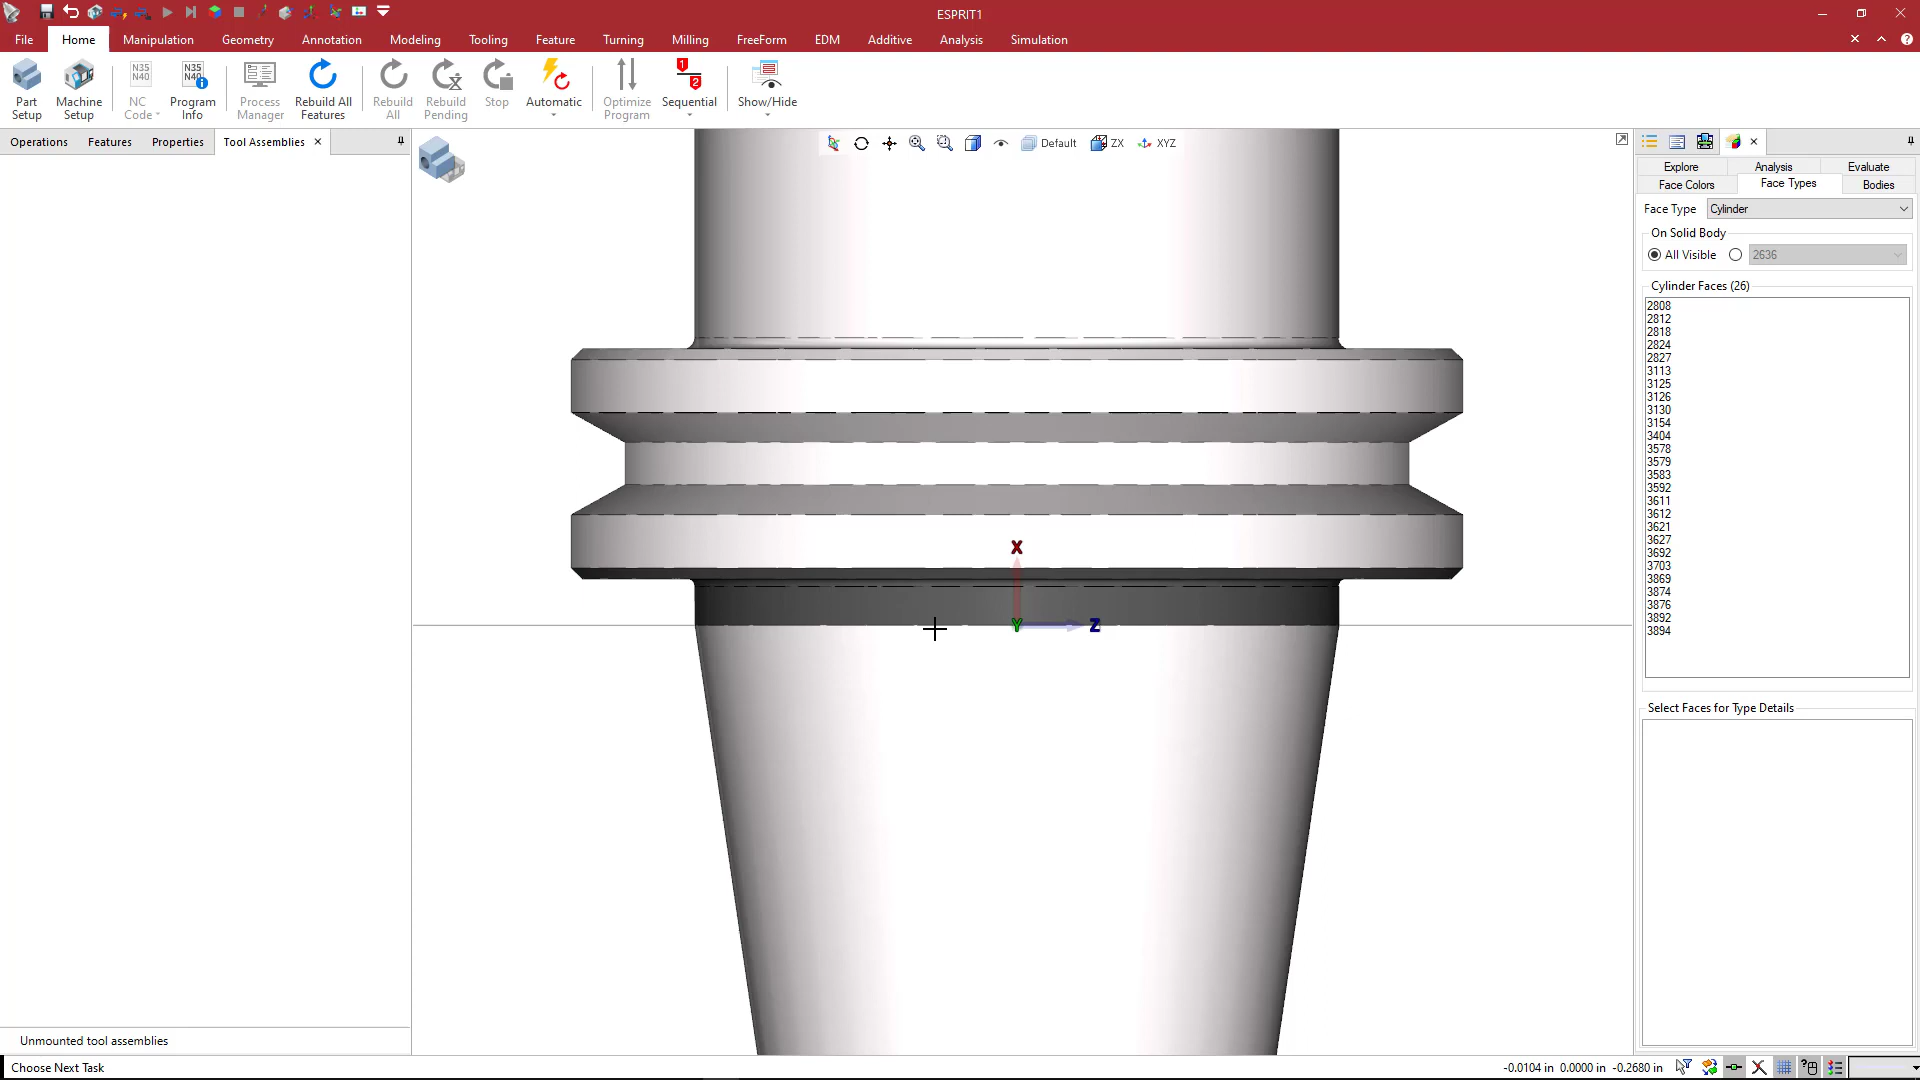 ESPRIT1
File Home Manipulation Geometry Annotation Modeling Tooling Feature Turning Milling FreeForm EDM Additive Analysis Simulation
Part Setup
Machine Setup
N35 N40 NC Code
N35 N40 Program Info
Process Manager
Rebuild All Features
Rebuild All
Rebuild Pending
Stop
Automatic
Optimize Program
1 2 Sequential
Show/Hide
Operations Features Properties Tool Assemblies
Default ZX XYZ
Explore Analysis Evaluate
Face Colors Face Types Bodies
Face Type Cylinder
On Solid Body
All Visible 2636
Cylinder Faces (26)
2808
2812
2818
2824
2827
3113
3125
3126
3130
3154
3404
3578
3579
3583
3592
3611
3612
3621
3627
3692
3703
3869
3874
3876
3892
3894
X
Y Z
Select Faces for Type Details
Unmounted tool assemblies
Choose Next Task
-0.0104 in 0.0000 in -0.2680 in